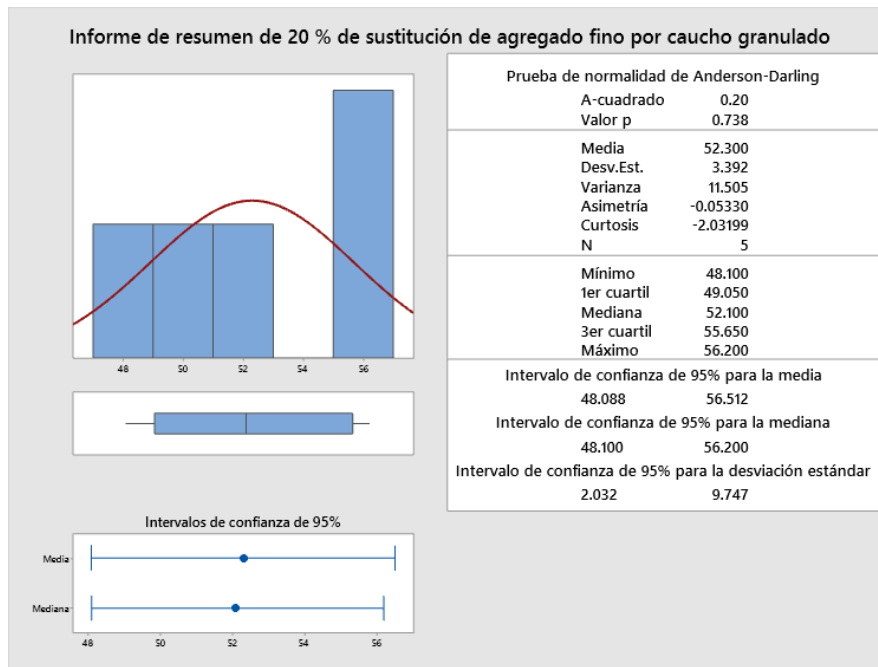 Informe de resumen de 20 % de sustitución de agregado fino por caucho granulado
48 50 52 54 56
Intervalos de confianza de 95%
Media
Mediana
48 50 52 54 56
Prueba de normalidad de Anderson-Darling
A-cuadrado 0.20
Valor p 0.738
Media 52.300
Desv.Est. 3.392
Varianza 11.505
Asimetría -0.05330
Curtosis -2.03199
N 5
Mínimo 48.100
1er cuartil 49.050
Mediana 52.100
3er cuartil 55.650
Máximo 56.200
Intervalo de confianza de 95% para la media
48.088 56.512
Intervalo de confianza de 95% para la mediana
48.100 56.200
Intervalo de confianza de 95% para la desviación estándar
2.032 9.747